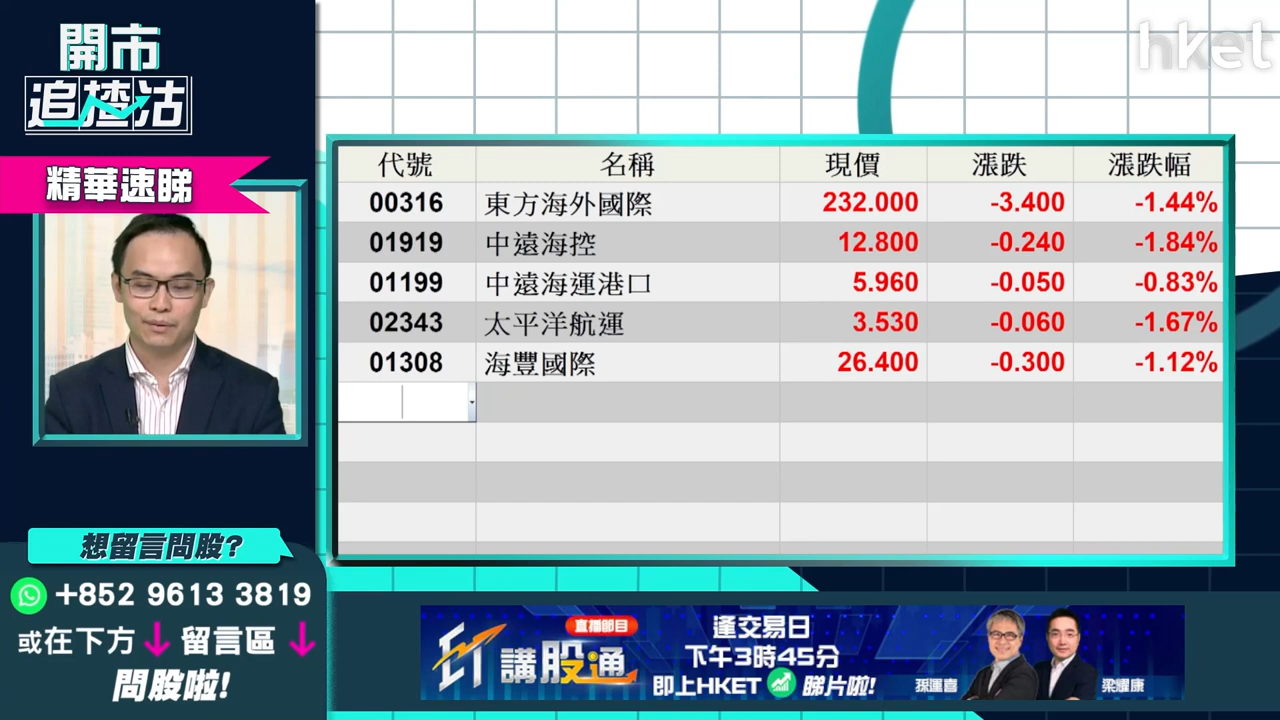 開市
追揸沽
精華速睇
hket
代號 名稱 現價 漲跌 漲跌幅
00316 東方海外國際 232.000 -3.400 -1.44%
01919 中遠海控 12.800 -0.240 -1.84%
01199 中遠海運港口 5.960 -0.050 -0.83%
02343 太平洋航運 3.530 -0.060 -1.67%
01308 海豐國際 26.400 -0.300 -1.12%
想留言問股?
+852 9613 3819
或在下方↓留言區↓
問股啦!
直播節目
ET講股通
逢交易日
下午3時45分
即上HKET 睇片啦!
孫運喜
梁耀康